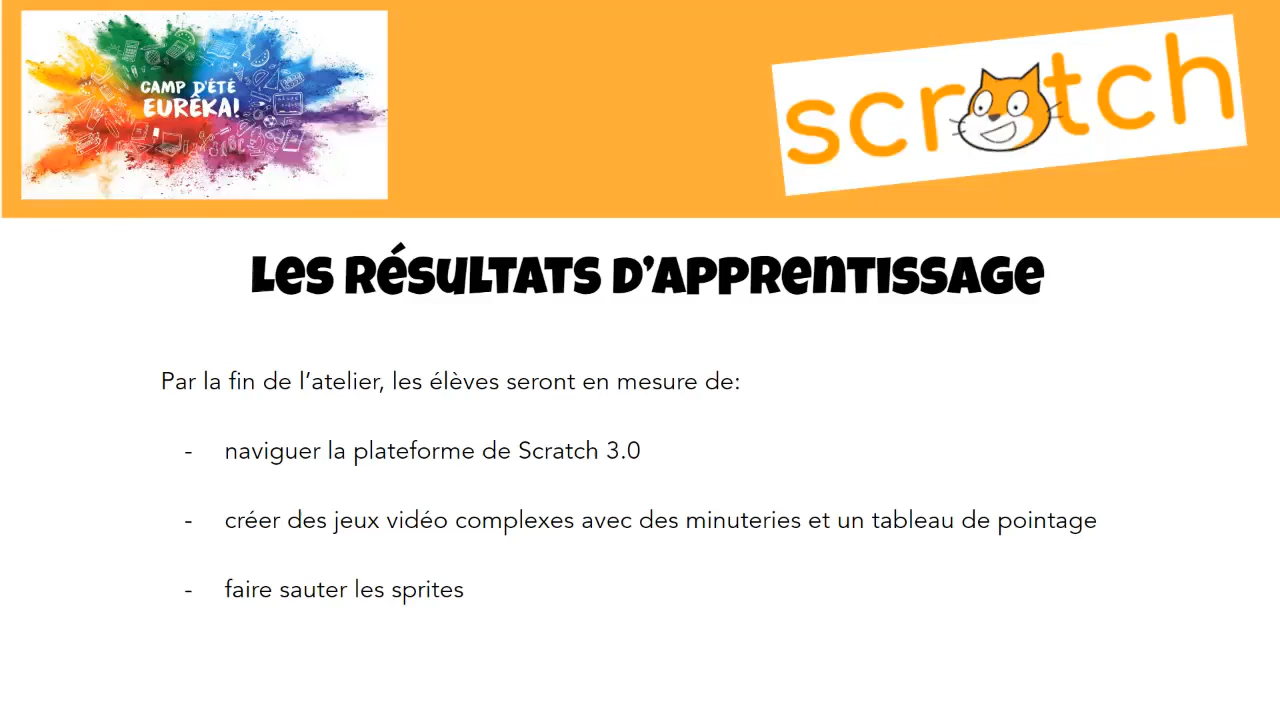 CAMP D'ÉTÉ
EURÊKA!
scratch
Les Résultats d'apprentissage
Par la fin de l'atelier, les élèves seront en mesure de:
- naviguer la plateforme de Scratch 3.0
- créer des jeux vidéo complexes avec des minuteries et un tableau de pointage
- faire sauter les sprites